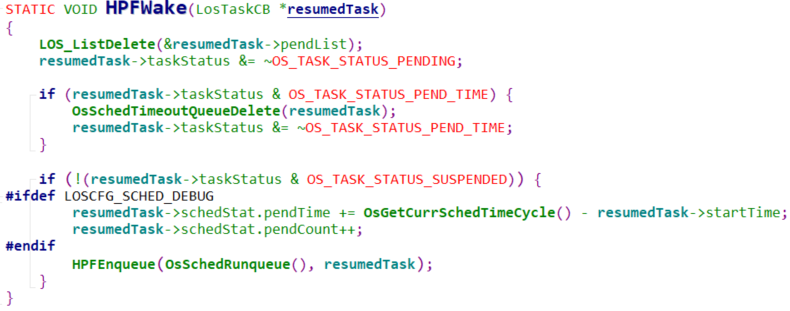 STATIC VOID HPFWake(LosTaskCB *resumedTask)
{
    LOS_ListDelete(&resumedTask->pendList);
    resumedTask->taskStatus &= ~OS_TASK_STATUS_PENDING;

    if (resumedTask->taskStatus & OS_TASK_STATUS_PEND_TIME) {
        OsSchedTimeoutQueueDelete(resumedTask);
        resumedTask->taskStatus &= ~OS_TASK_STATUS_PEND_TIME;
    }

    if (!(resumedTask->taskStatus & OS_TASK_STATUS_SUSPENDED)) {
#ifdef LOSCFG_SCHED_DEBUG
        resumedTask->schedStat.pendTime += OsGetCurrSchedTimeCycle() - resumedTask->startTime;
        resumedTask->schedStat.pendCount++;
#endif
        HPFEnqueue(OsSchedRunqueue(), resumedTask);
    }
}